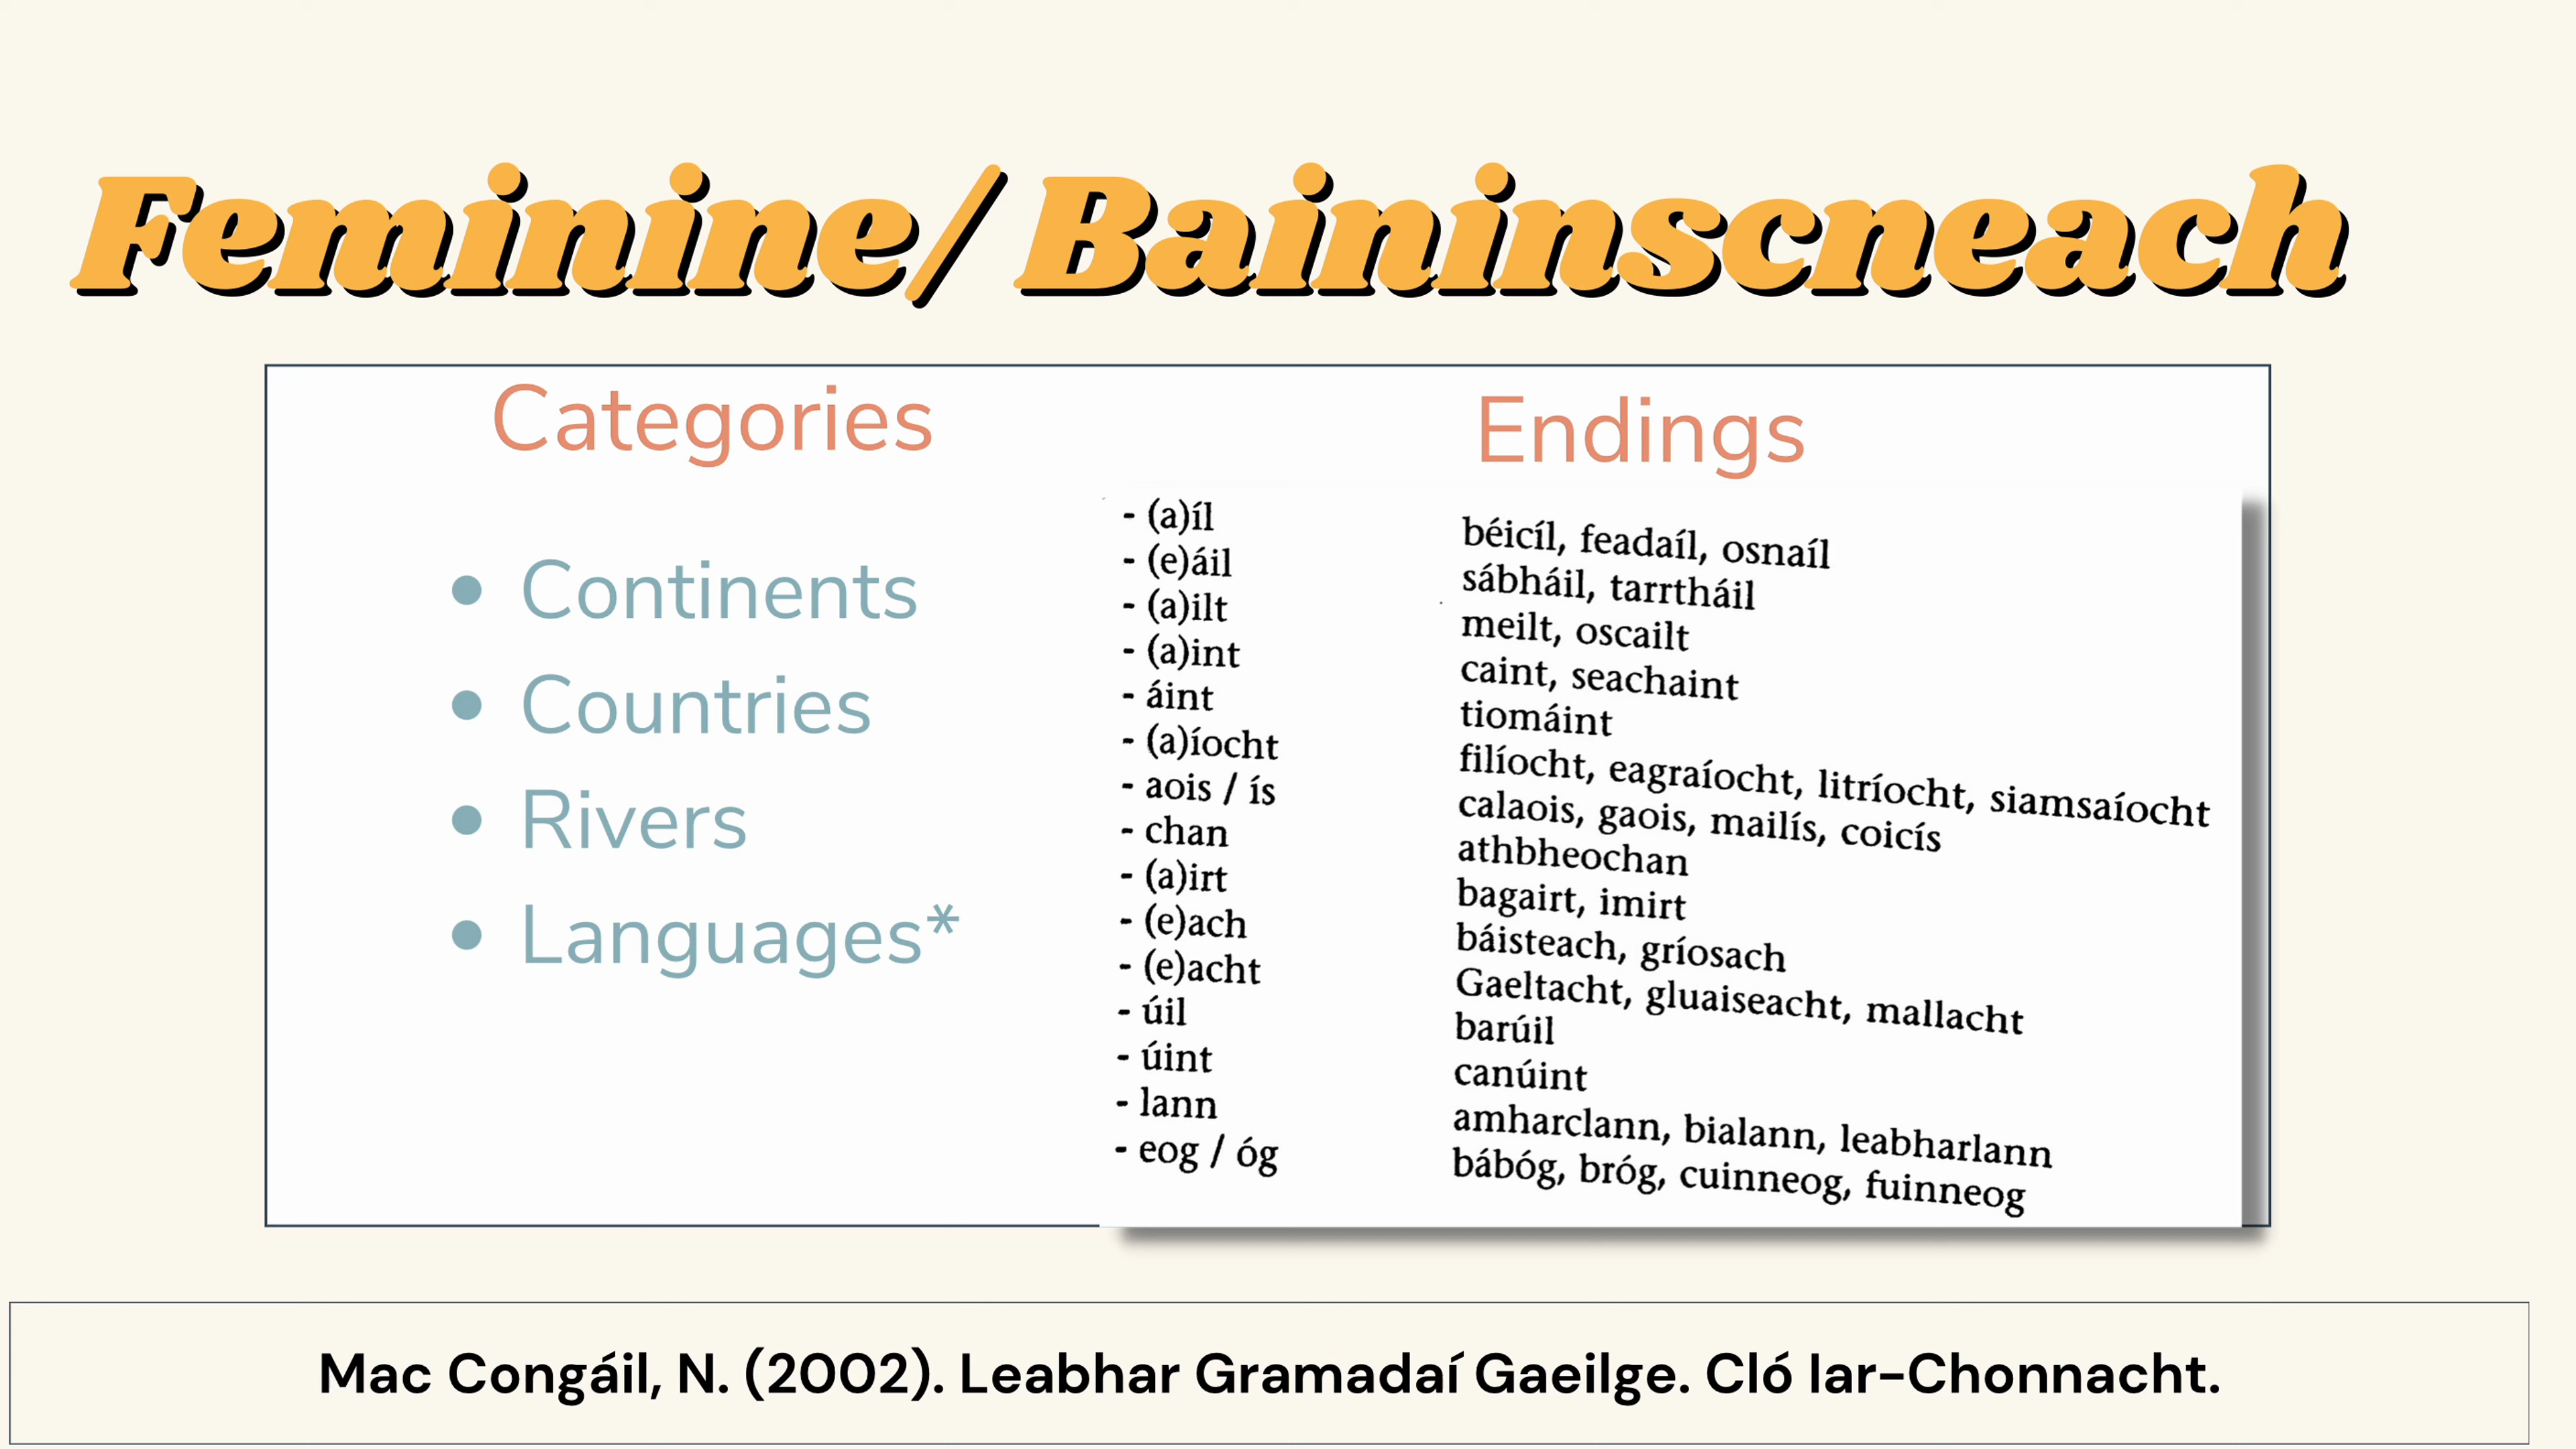 Feminine/ Baininscneach
Categories
• Continents
• Countries
• Rivers
• Languages*
Endings
- (a)íl béicíl, feadaíl, osnaíl
- (e)áil sábháil, tarrtháil
- (a)ilt meilt, oscailt
- (a)int caint, seachaint
- áint tiomáint
- (a)íocht filíocht, eagraíocht, litríocht, siamsaíocht
- aois / ís calaois, gaois, mailís, coicís
- chan athbheochan
- (a)irt bagairt, imirt
- (e)ach báisteach, gríosach
- (e)acht Gaeltacht, gluaiseacht, mallacht
- úil barúil
- úint canúint
- lann amharclann, bialann, leabharlann
- eog / óg bábóg, bróg, cuinneog, fuinneog
Mac Congáil, N. (2002). Leabhar Gramadaí Gaeilge. Cló Iar-Chonnacht.